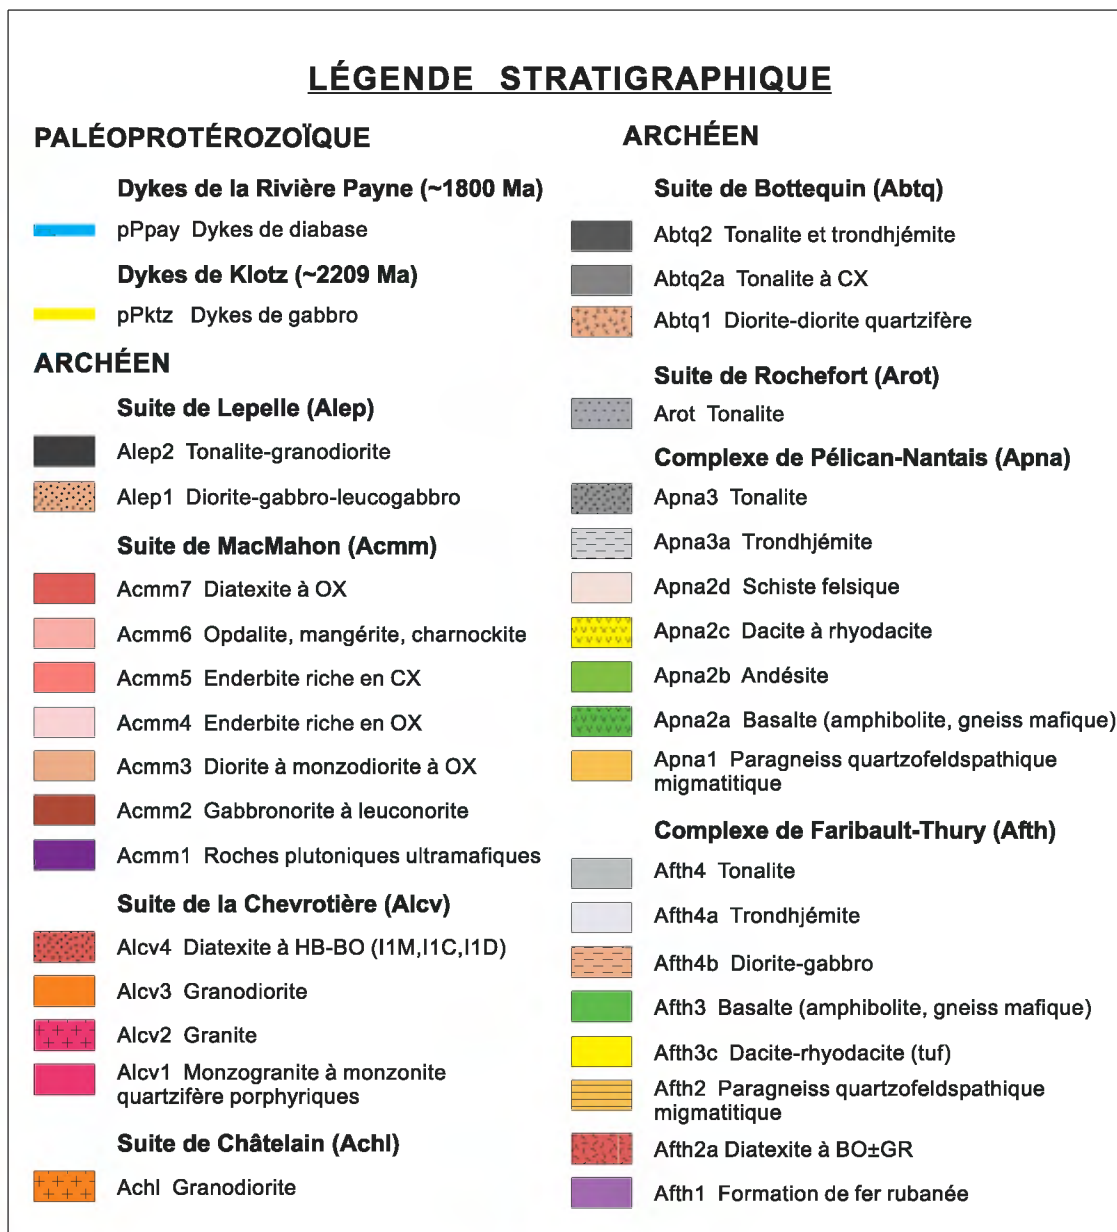 LÉGENDE STRATIGRAPHIQUE
PALÉOPROTÉROZOÏQUE
Dykes de la Rivière Payne (~1800 Ma)
pPpay Dykes de diabase
Dykes de Klotz (~2209 Ma)
pPktz Dykes de gabbro
ARCHÉEN
Suite de Lepelle (Alep)
Alep2 Tonalite-granodiorite
Alep1 Diorite-gabbro-leucogabbro
Suite de MacMahon (Acmm)
Acmm7 Diatexite à OX
Acmm6 Opdalite, mangérite, charnockite
Acmm5 Enderbite riche en CX
Acmm4 Enderbite riche en OX
Acmm3 Diorite à monzodiorite à OX
Acmm2 Gabbronorite à leuconorite
Acmm1 Roches plutoniques ultramafiques
Suite de la Chevrotière (Alcv)
Alcv4 Diatexite à HB-BO (I1M,I1C,I1D)
Alcv3 Granodiorite
Alcv2 Granite
Alcv1 Monzogranite à monzonite
quartzifère porphyriques
Suite de Châtelain (Achl)
Achl Granodiorite
ARCHÉEN
Suite de Bottequin (Abtq)
Abtq2 Tonalite et trondhjémite
Abtq2a Tonalite à CX
Abtq1 Diorite-diorite quartzifère
Suite de Rochefort (Arot)
Arot Tonalite
Complexe de Pélican-Nantais (Apna)
Apna3 Tonalite
Apna3a Trondhjémite
Apna2d Schiste felsique
Apna2c Dacite à rhyodacite
Apna2b Andésite
Apna2a Basalte (amphibolite, gneiss mafique)
Apna1 Paragneiss quartzofeldspathique
migmatitique
Complexe de Faribault-Thury (Afth)
Afth4 Tonalite
Afth4a Trondhjémite
Afth4b Diorite-gabbro
Afth3 Basalte (amphibolite, gneiss mafique)
Afth3c Dacite-rhyodacite (tuf)
Afth2 Paragneiss quartzofeldspathique
migmatitique
Afth2a Diatexite à BO±GR
Afth1 Formation de fer rubanée